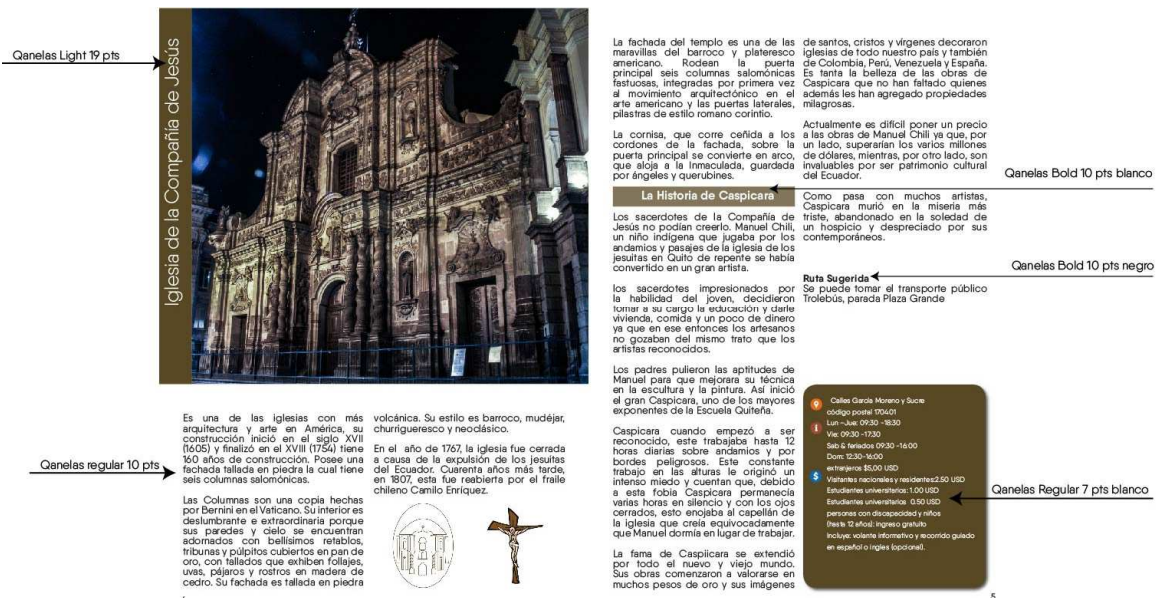 Qanelas Light 19 pts
Iglesia de la Compañía de Jesús
Qanelas regular 10 pts
Es una de las iglesias con más
arquitectura y arte en América, su
construcción inició en el siglo XVII
(1605) y finalizó en el XVIII (1754) tiene
160 años de construcción. Posee una
fachada tallada en piedra la cual tiene
seis columnas salomónicas.
Las Columnas son una copia hechas
por Bernini en el Vaticano. Su interior es
deslumbrante e extraordinaria porque
sus paredes y cielo se encuentran
adornados con bellísimos retablos,
tribunas y púlpitos cubiertos en pan de
oro, con tallados que exhiben follajes,
uvas, pájaros y rostros en madera de
cedro. Su fachada es tallada en piedra
volcánica. Su estilo es barroco, mudéjar,
churrigueresco y neoclásico.
En el año de 1767, la iglesia fue cerrada
a causa de la expulsión de los jesuitas
del Ecuador. Cuarenta años más tarde,
en 1807, esta fue reabierta por el fraile
chileno Camilo Enríquez.
La fachada del templo es una de las
maravillas del barroco y plateresco
americano. Rodean la puerta
principal seis columnas salomónicas
fastuosas, integradas por primera vez
al movimiento arquitectónico en el
arte americano y las puertas laterales,
pilastras de estilo romano corintio.
La cornisa, que corre ceñida a los
cordones de la fachada, sobre la
puerta principal se convierte en arco,
que aloja a la Inmaculada, guardada
por ángeles y querubines.
La Historia de Caspicara
Los sacerdotes de la Compañía de
Jesús no podían creerlo. Manuel Chili,
un niño indígena que jugaba por los
andamios y pasajes de la iglesia de los
jesuitas en Quito de repente se había
convertido en un gran artista.
los sacerdotes impresionados por
la habilidad del joven, decidieron
tomar a su cargo la educación y darle
vivienda, comida y un poco de dinero
ya que en ese entonces los artesanos
no gozaban del mismo trato que los
artistas reconocidos.
Los padres pulieron las aptitudes de
Manuel para que mejorara su técnica
en la escultura y la pintura. Así inició
el gran Caspicara, uno de los mayores
exponentes de la Escuela Quiteña.
Caspicara cuando empezó a ser
reconocido, este trabajaba hasta 12
horas diarias sobre andamios y por
bordes peligrosos. Este constante
trabajo en las alturas le originó un
intenso miedo y cuentan que, debido
a esta fobia Caspicara permanecía
varias horas en silencio y con los ojos
cerrados, esto enojaba al capellán de
la iglesia que creía equivocadamente
que Manuel dormía en lugar de trabajar.
La fama de Caspiicara se extendió
por todo el nuevo y viejo mundo.
Sus obras comenzaron a valorarse en
muchos pesos de oro y sus imágenes
de santos, cristos y vírgenes decoraron
iglesias de todo nuestro país y también
de Colombia, Perú, Venezuela y España.
Es tanta la belleza de las obras de
Caspicara que no han faltado quienes
además les han agregado propiedades
milagrosas.
Actualmente es difícil poner un precio
a las obras de Manuel Chili ya que, por
un lado, superarían los varios millones
de dólares, mientras, por otro lado, son
invaluables por ser patrimonio cultural
del Ecuador.
Como pasa con muchos artistas,
Caspicara murió en la miseria más
triste, abandonado en la soledad de
un hospicio y despreciado por sus
contemporáneos.
Ruta Sugerida
Se puede tomar el transporte público
Trolebús, parada Plaza Grande
Calles García Moreno y Sucre
código postal 170401
Lun –Jue: 09:30 -18:30
Vie: 09:30 -17:30
Sab & feriados 09:30 -16:00
Dom: 12:30-16:00
extranjeros $5,00 USD
Visitantes nacionales y residentes:2.50 USD
Estudiantes universitarios: 1.00 USD
Estudiantes universitarios 0.50 USD
personas con discapacidad y niños
(hasta 12 años): ingreso gratuito
Incluye: volante informativo y recorrido guiado
en español o ingles (opcional).
Qanelas Bold 10 pts blanco
Qanelas Bold 10 pts negro
Qanelas Regular 7 pts blanco
5